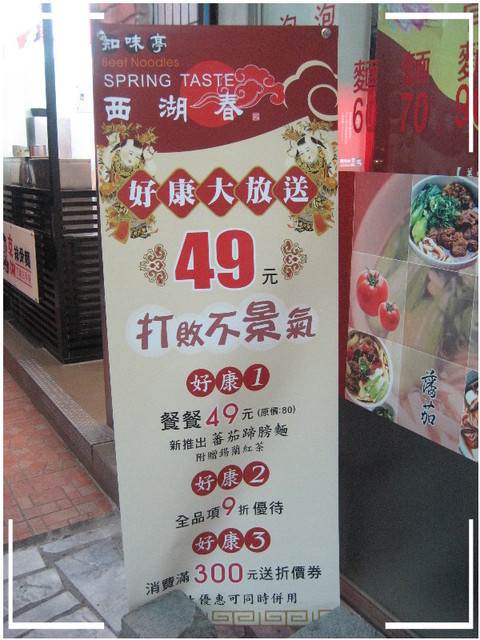 知味亭
Beef Noodles
SPRING TASTE
西湖春
好康大放送
49元
打敗不景氣
好康1
餐餐49元(原價:80)
新推出 蕃茄蹄膀麵
附贈錫蘭紅茶
好康2
全品項9折優待
好康3
消費滿300元送折價券
優惠可同時併用
泡
泡
麵
60
麵
70
蕃茄